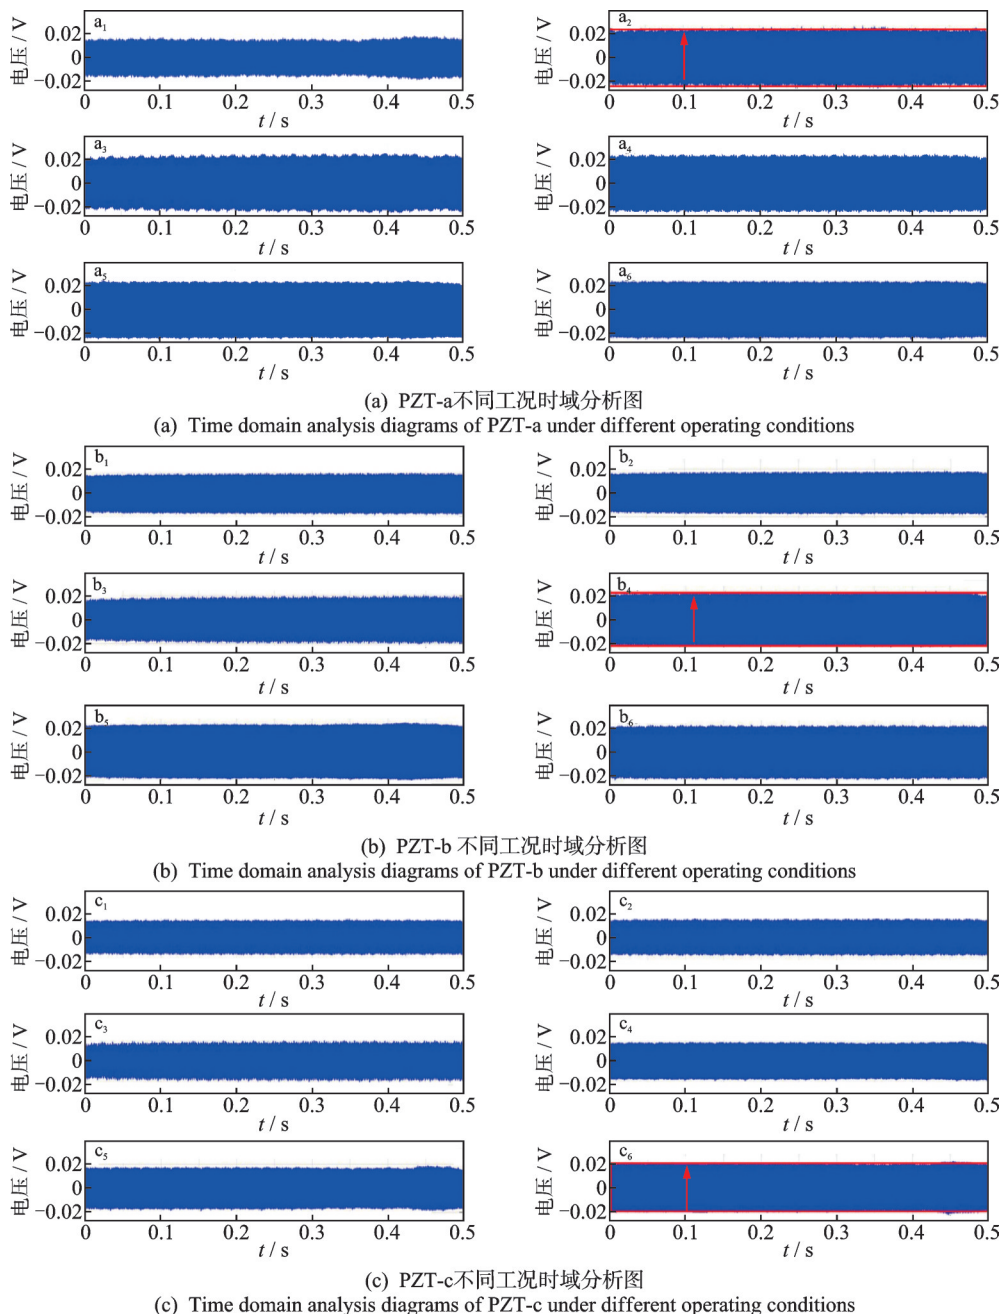 a1
电压 / V
0.02
0
−0.02
0 0.1 0.2 0.3 0.4 0.5
t / s
a2
电压 / V
0.02
0
−0.02
0 0.1 0.2 0.3 0.4 0.5
t / s
a3
电压 / V
0.02
0
−0.02
0 0.1 0.2 0.3 0.4 0.5
t / s
a4
电压 / V
0.02
0
−0.02
0 0.1 0.2 0.3 0.4 0.5
t / s
a5
电压 / V
0.02
0
−0.02
0 0.1 0.2 0.3 0.4 0.5
t / s
a6
电压 / V
0.02
0
−0.02
0 0.1 0.2 0.3 0.4 0.5
t / s
(a) PZT-a不同工况时域分析图
(a) Time domain analysis diagrams of PZT-a under different operating conditions
b1
电压 / V
0.02
0
−0.02
0 0.1 0.2 0.3 0.4 0.5
t / s
b2
电压 / V
0.02
0
−0.02
0 0.1 0.2 0.3 0.4 0.5
t / s
b3
电压 / V
0.02
0
−0.02
0 0.1 0.2 0.3 0.4 0.5
t / s
b4
电压 / V
0.02
0
−0.02
0 0.1 0.2 0.3 0.4 0.5
t / s
b5
电压 / V
0.02
0
−0.02
0 0.1 0.2 0.3 0.4 0.5
t / s
b6
电压 / V
0.02
0
−0.02
0 0.1 0.2 0.3 0.4 0.5
t / s
(b) PZT-b 不同工况时域分析图
(b) Time domain analysis diagrams of PZT-b under different operating conditions
c1
电压 / V
0.02
0
−0.02
0 0.1 0.2 0.3 0.4 0.5
t / s
c2
电压 / V
0.02
0
−0.02
0 0.1 0.2 0.3 0.4 0.5
t / s
c3
电压 / V
0.02
0
−0.02
0 0.1 0.2 0.3 0.4 0.5
t / s
c4
电压 / V
0.02
0
−0.02
0 0.1 0.2 0.3 0.4 0.5
t / s
c5
电压 / V
0.02
0
−0.02
0 0.1 0.2 0.3 0.4 0.5
t / s
c6
电压 / V
0.02
0
−0.02
0 0.1 0.2 0.3 0.4 0.5
t / s
(c) PZT-c不同工况时域分析图
(c) Time domain analysis diagrams of PZT-c under different operating conditions